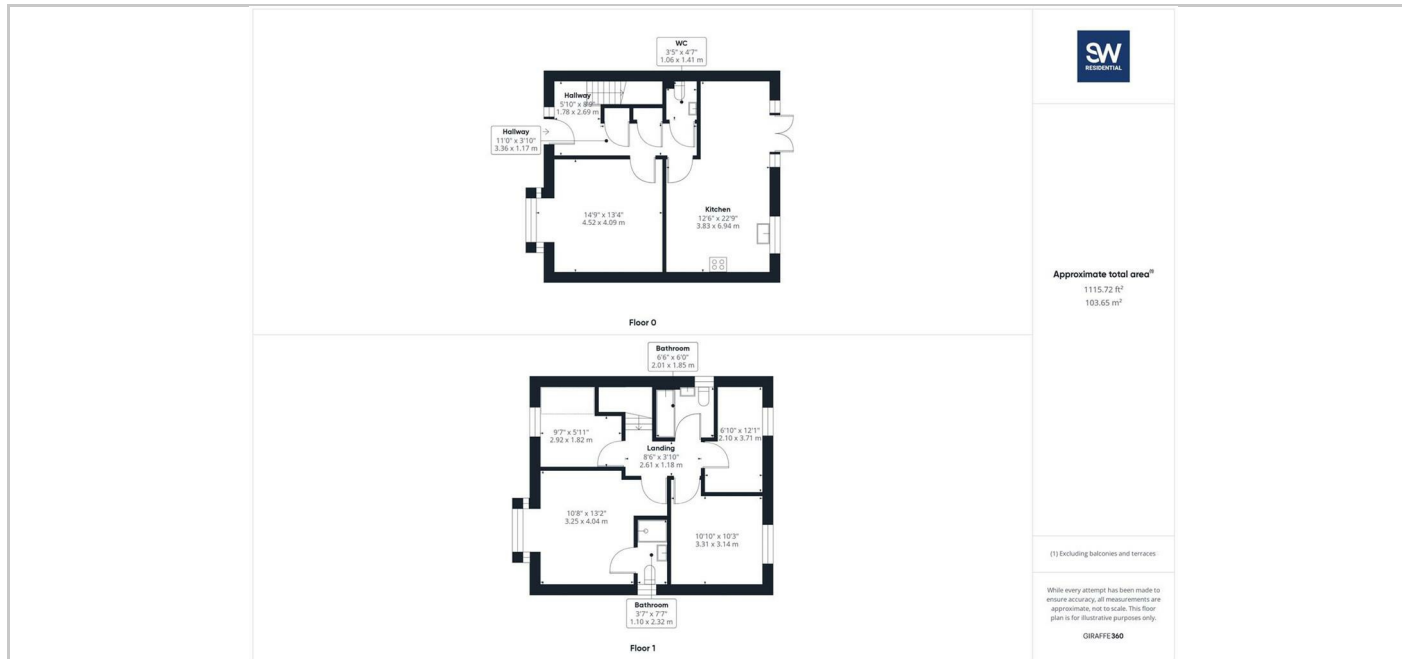 WC
3'5" x 4'7"
1.06 x 1.41 m
Hallway
5'10" x 8'9"
1.78 x 2.69 m
Hallway
11'0" x 3'10"
3.36 x 1.17 m
14'9" x 13'4"
4.52 x 4.09 m
Kitchen
12'6" x 22'9"
3.83 x 6.94 m
Floor 0
Bathroom
6'6" x 6'0"
2.01 x 1.85 m
9'7" x 5'11"
2.92 x 1.82 m
Landing
8'6" x 3'10"
2.61 x 1.18 m
6'10" x 12'1"
2.10 x 3.71 m
10'8" x 13'2"
3.25 x 4.04 m
10'10" x 10'3"
3.31 x 3.14 m
Bathroom
3'7" x 7'7"
1.10 x 2.32 m
Floor 1
SW
RESIDENTIAL
Approximate total area(1)
1115.72 ft²
103.65 m²
(1) Excluding balconies and terraces
While every attempt has been made to
ensure accuracy, all measurements are
approximate, not to scale. This floor
plan is for illustrative purposes only.
GIRAFFE360